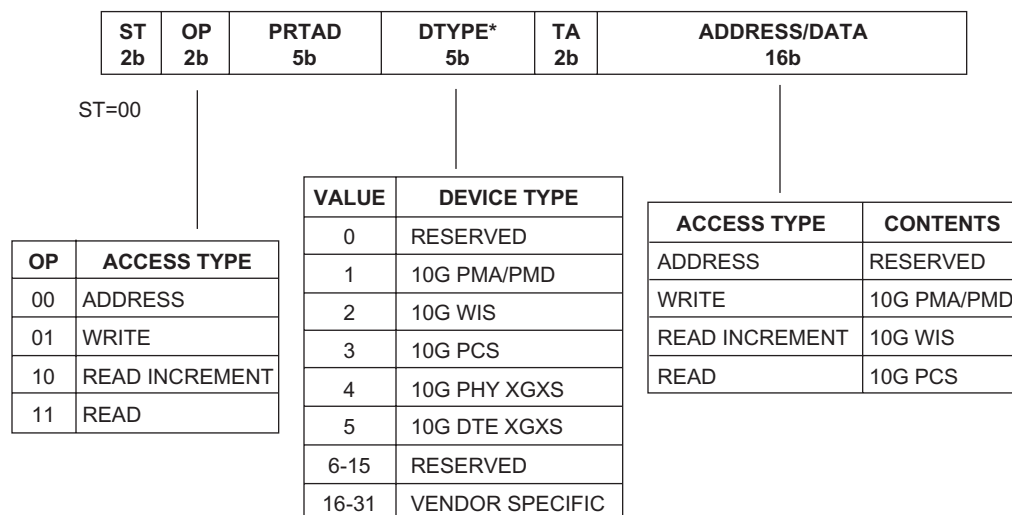 ST OP PRTAD DTYPE* TA ADDRESS/DATA
2b 2b 5b 5b 2b 16b
ST=00
OP ACCESS TYPE
00 ADDRESS
01 WRITE
10 READ INCREMENT
11 READ
VALUE DEVICE TYPE
0 RESERVED
1 10G PMA/PMD
2 10G WIS
3 10G PCS
4 10G PHY XGXS
5 10G DTE XGXS
6-15 RESERVED
16-31 VENDOR SPECIFIC
ACCESS TYPE CONTENTS
ADDRESS RESERVED
WRITE 10G PMA/PMD
READ INCREMENT 10G WIS
READ 10G PCS